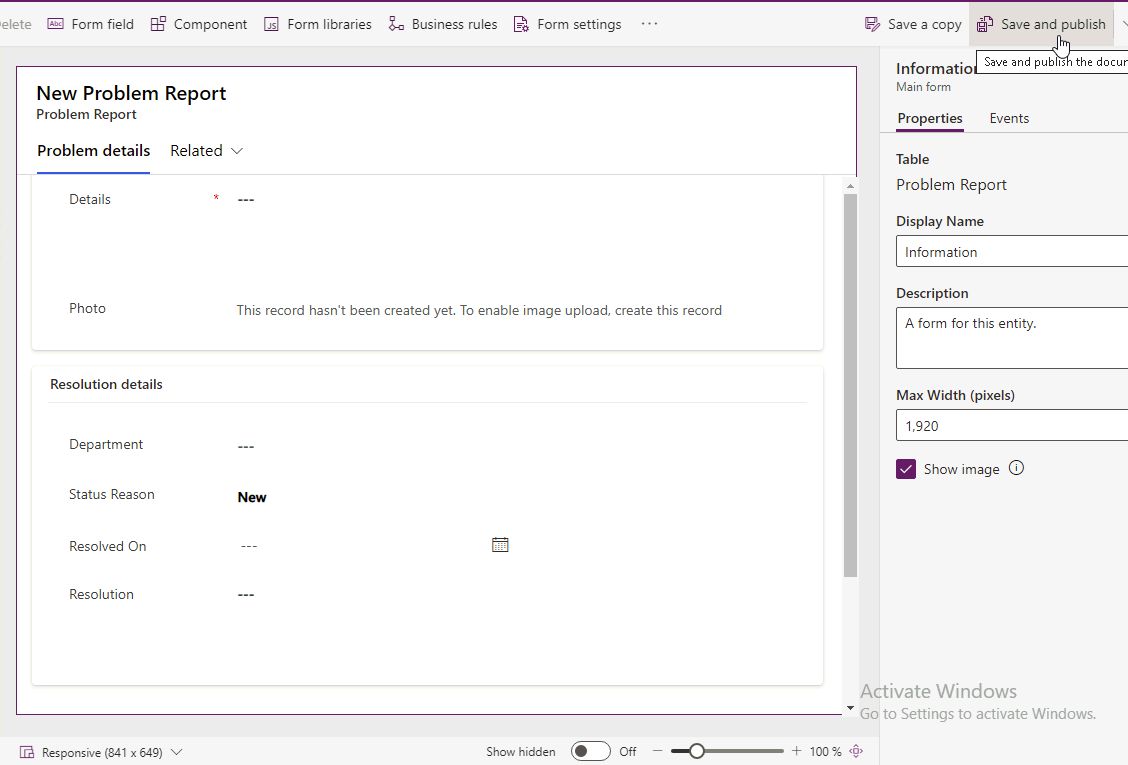 elete Abc Form field Component JS Form libraries Business rules Form settings ··· Save a copy Save and publish
Save and publish the docum
New Problem Report
Problem Report
Problem details Related
Details * ---
Photo This record hasn't been created yet. To enable image upload, create this record
Resolution details
Department ---
Status Reason New
Resolved On ---
Resolution ---
Information
Main form
Properties Events
Table
Problem Report
Display Name
Information
Description
A form for this entity.
Max Width (pixels)
1,920
Show image
Activate Windows
Go to Settings to activate Windows.
Responsive (841 x 649) Show hidden Off 100 %